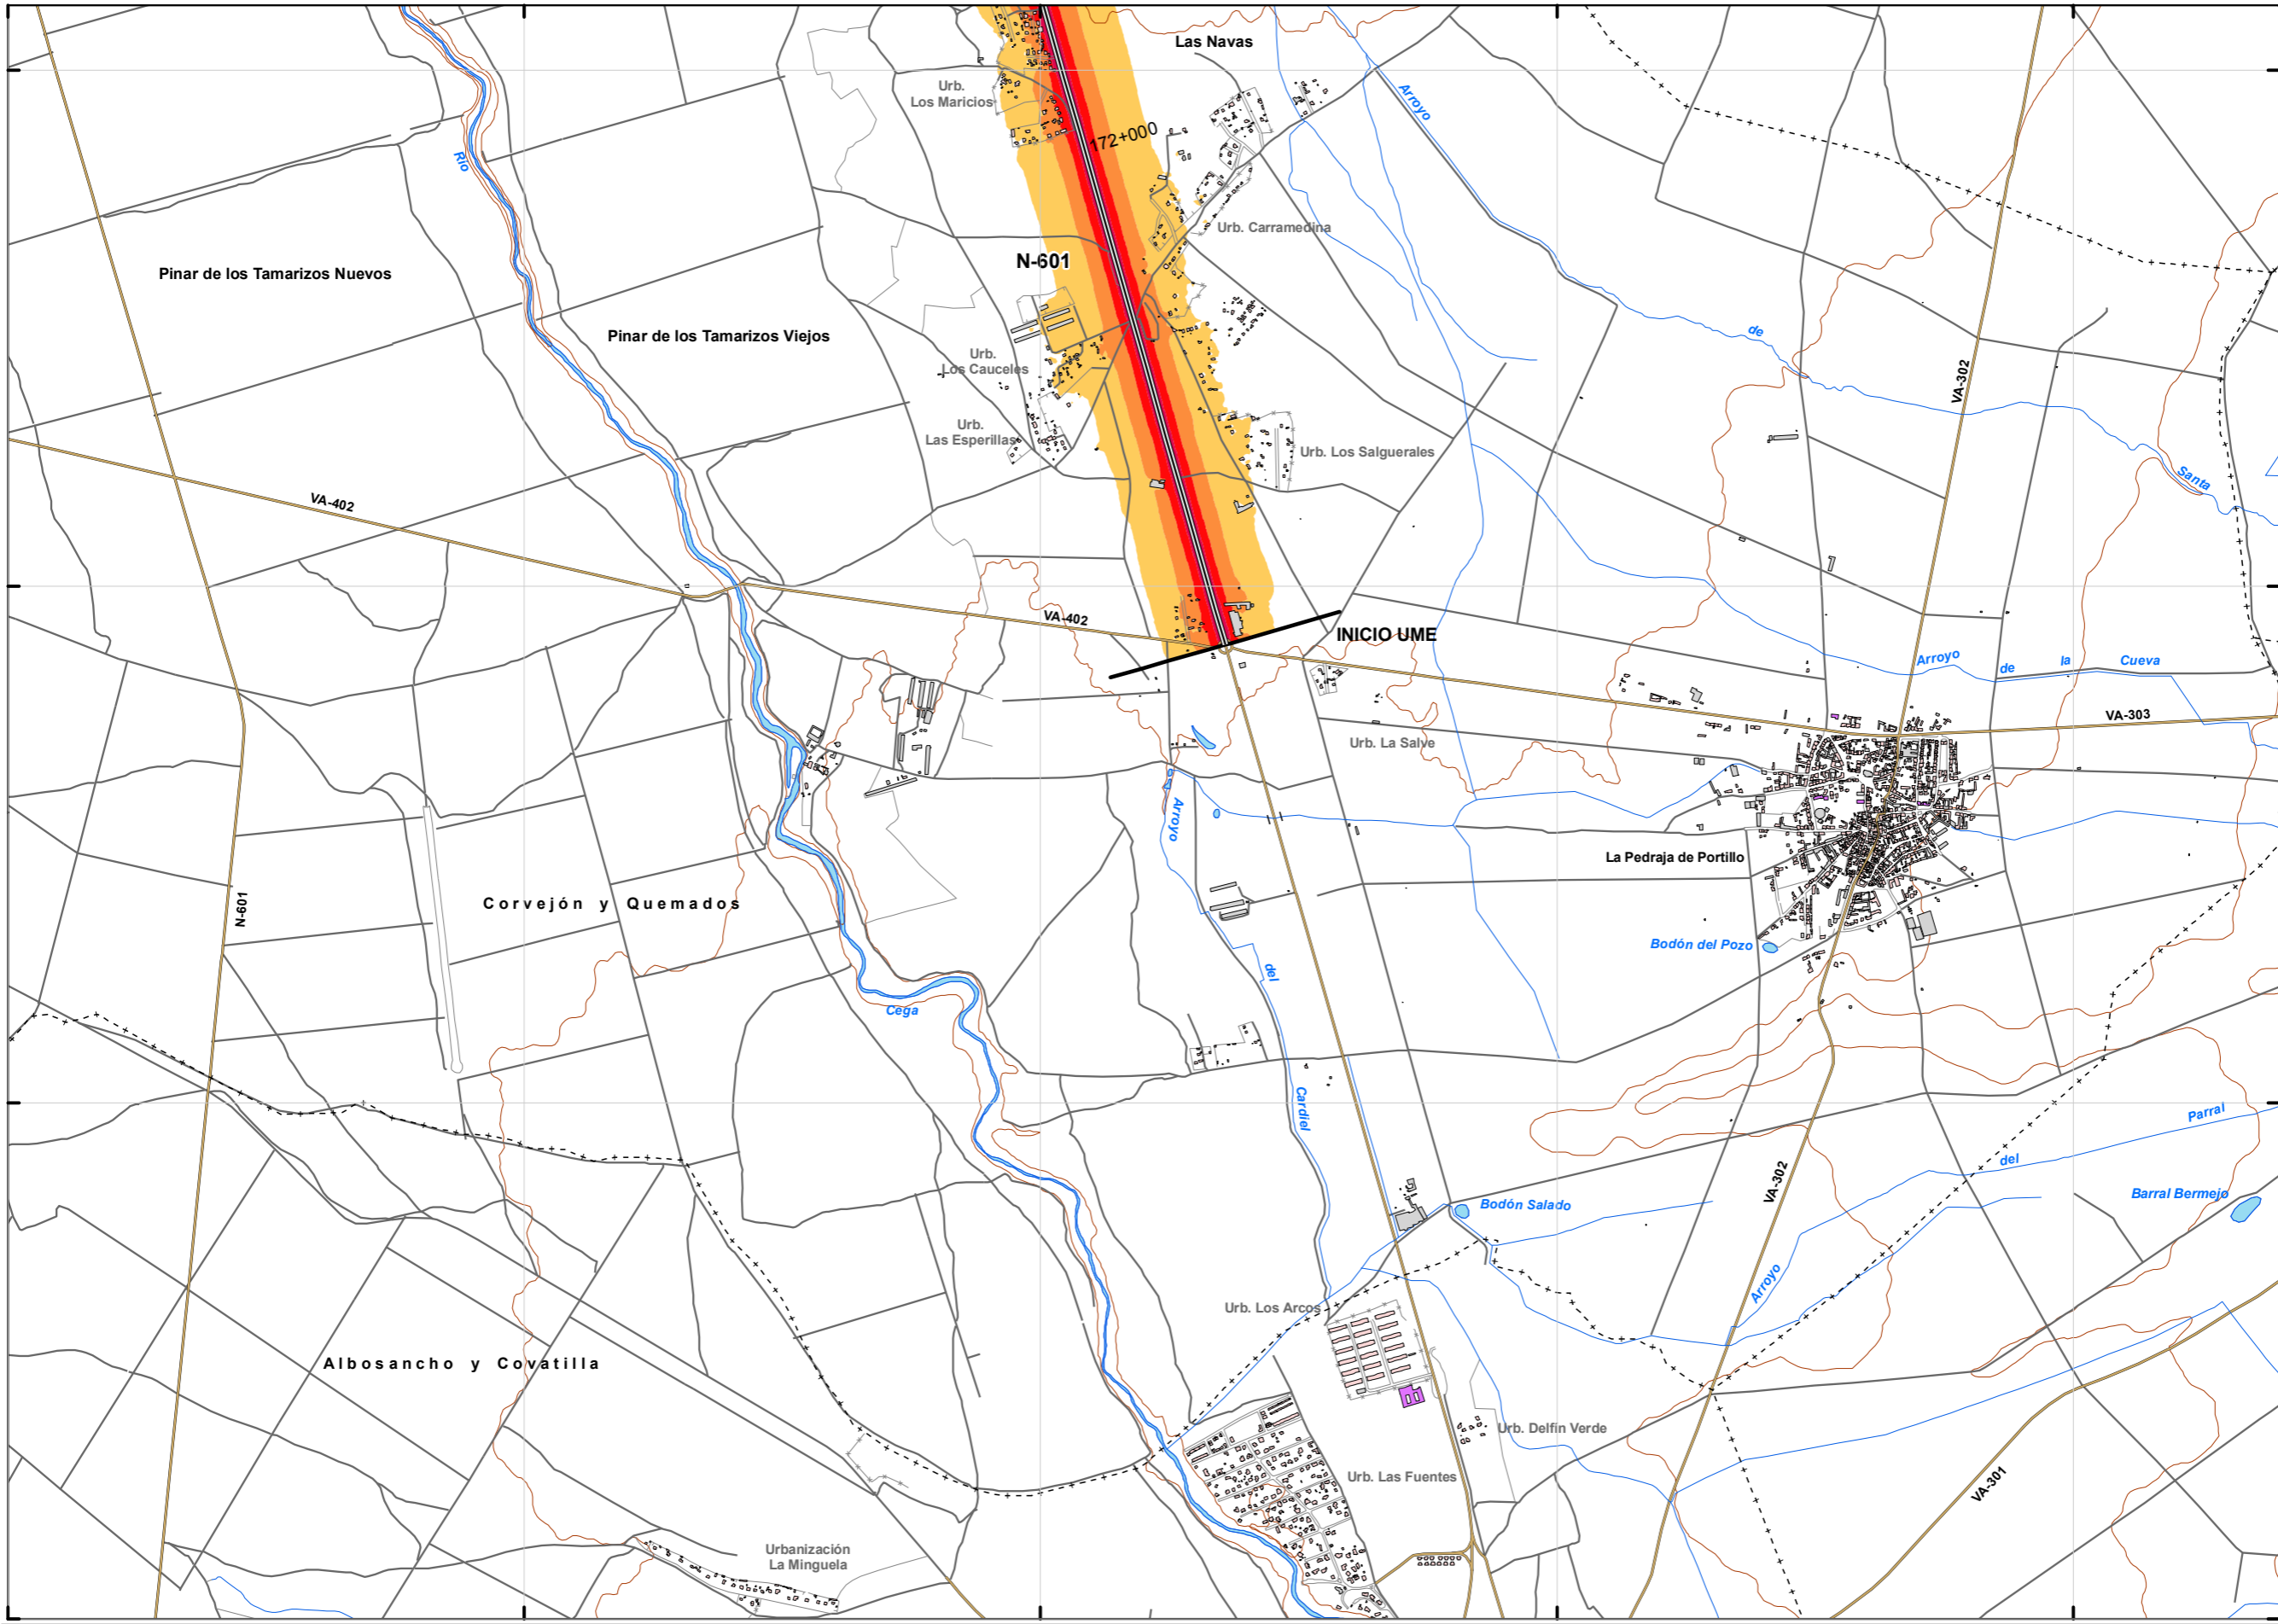 Las Navas
Urb.
Los Maricios
Arroyo
172+000
Río
Urb. Carramedina
N-601
Pinar de los Tamarizos Nuevos
Pinar de los Tamarizos Viejos
de
Urb.
Los Cauceles
VA-302
Urb.
Las Esperillas
Urb. Los Salguerales
Santa
VA-402
VA-402
INICIO UME
Arroyo
de
la
Cueva
VA-303
Urb. La Salve
Arroyo
La Pedraja de Portillo
N-601
Corvejón y Quemados
Bodón del Pozo
del
Cega
Cardiel
Parral
del
VA-302
Barral Bermejo
Bodón Salado
Arroyo
Urb. Los Arcos
Albosancho y Covatilla
Urb. Delfín Verde
Urb. Las Fuentes
VA-301
Urbanización
La Minguela